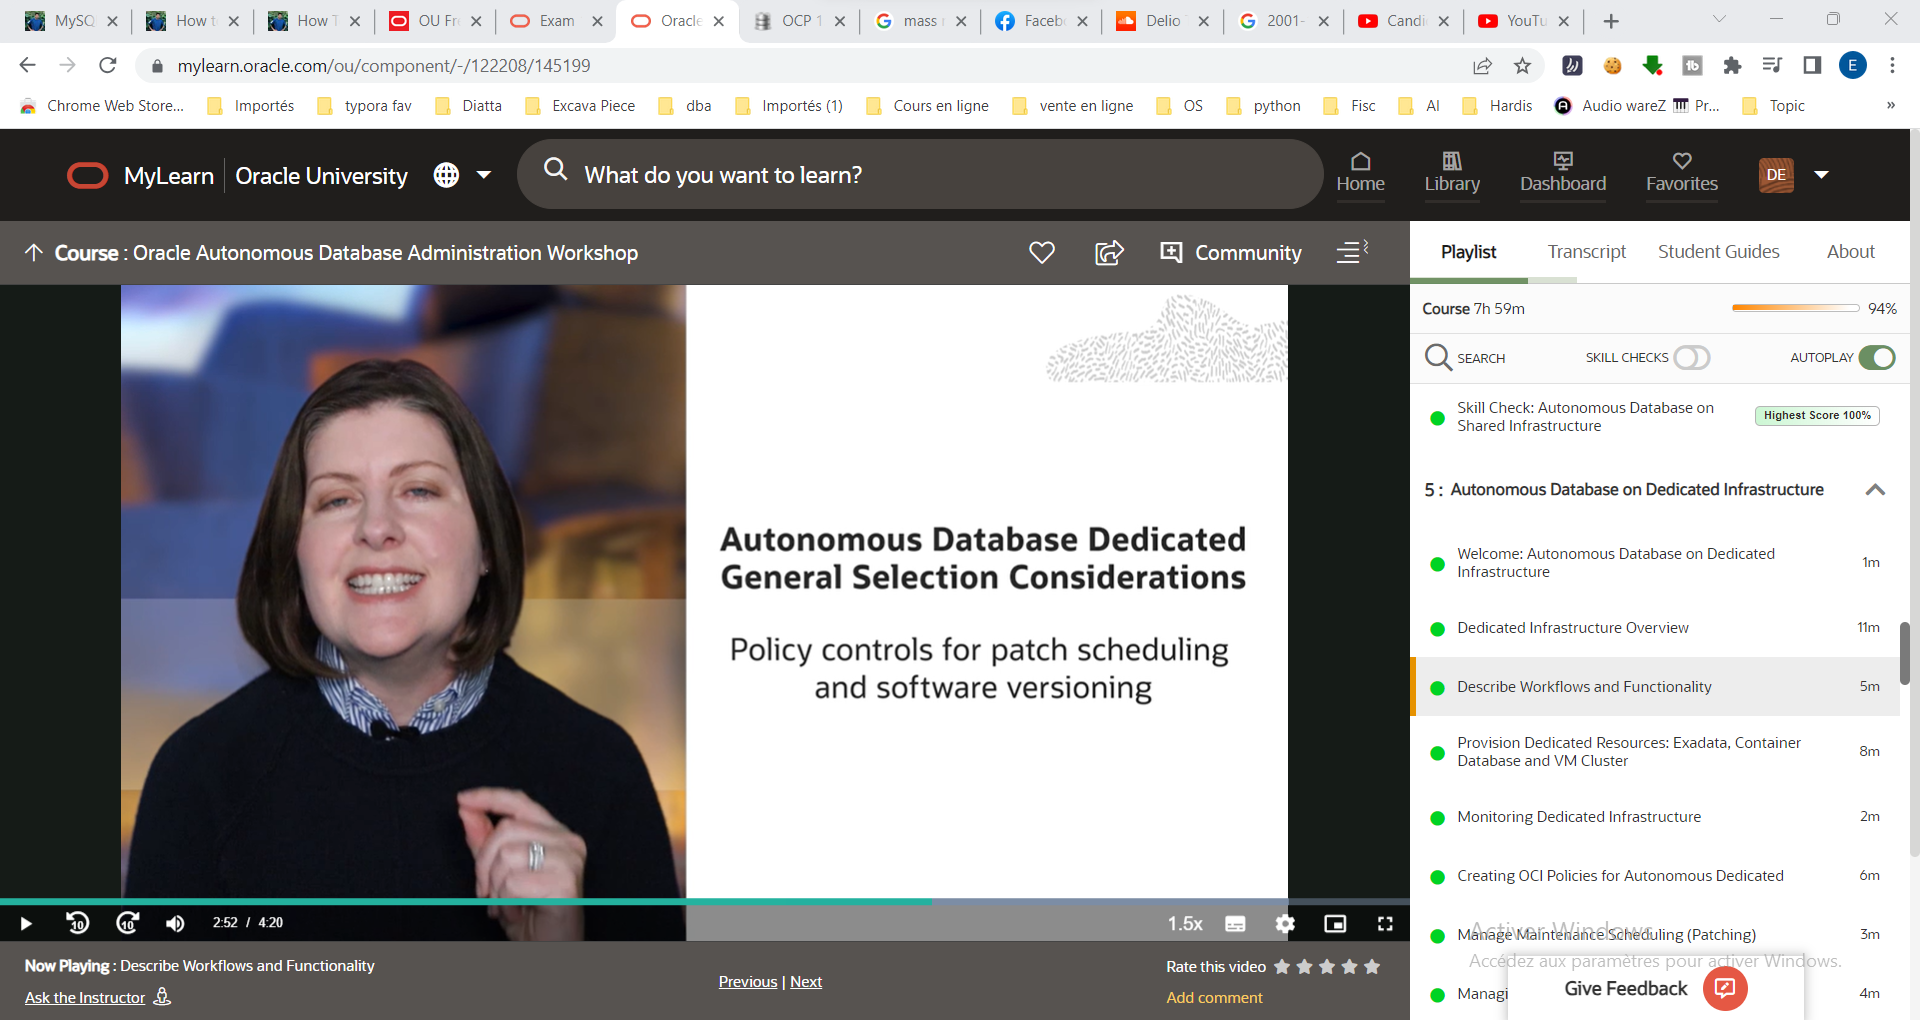 MySQ
How t
How T
OU Fr
Exam
Oracle
OCP 1
mass
Faceb
Delio
2001-
Candi
YouTu
mylearn.oracle.com/ou/component/-/122208/145199
E
Chrome Web Store...
Importés
typora fav
Diatta
Excava Piece
dba
Importés (1)
Cours en ligne
vente en ligne
OS
python
Fisc
AI
Hardis
Audio wareZ
Pr...
Topic
»
MyLearn
Oracle University
What do you want to learn?
Home
Library
Dashboard
Favorites
DE
Course : Oracle Autonomous Database Administration Workshop
Community
Playlist
Transcript
Student Guides
About
Course 7h 59m
94%
SEARCH
SKILL CHECKS
AUTOPLAY
Skill Check: Autonomous Database on
Shared Infrastructure
Highest Score 100%
5 : Autonomous Database on Dedicated Infrastructure
Welcome: Autonomous Database on Dedicated
Infrastructure
1m
Dedicated Infrastructure Overview
11m
Describe Workflows and Functionality
5m
Provision Dedicated Resources: Exadata, Container
Database and VM Cluster
8m
Monitoring Dedicated Infrastructure
2m
Creating OCI Policies for Autonomous Dedicated
6m
Manage Maintenance Scheduling (Patching)
3m
Managi
4m
Activer Windows
Accédez aux paramètres pour activer Windows.
Give Feedback
Autonomous Database Dedicated
General Selection Considerations
Policy controls for patch scheduling
and software versioning
10
10
2:52 / 4:20
1.5x
Now Playing : Describe Workflows and Functionality
Ask the Instructor
Previous | Next
Rate this video
Add comment